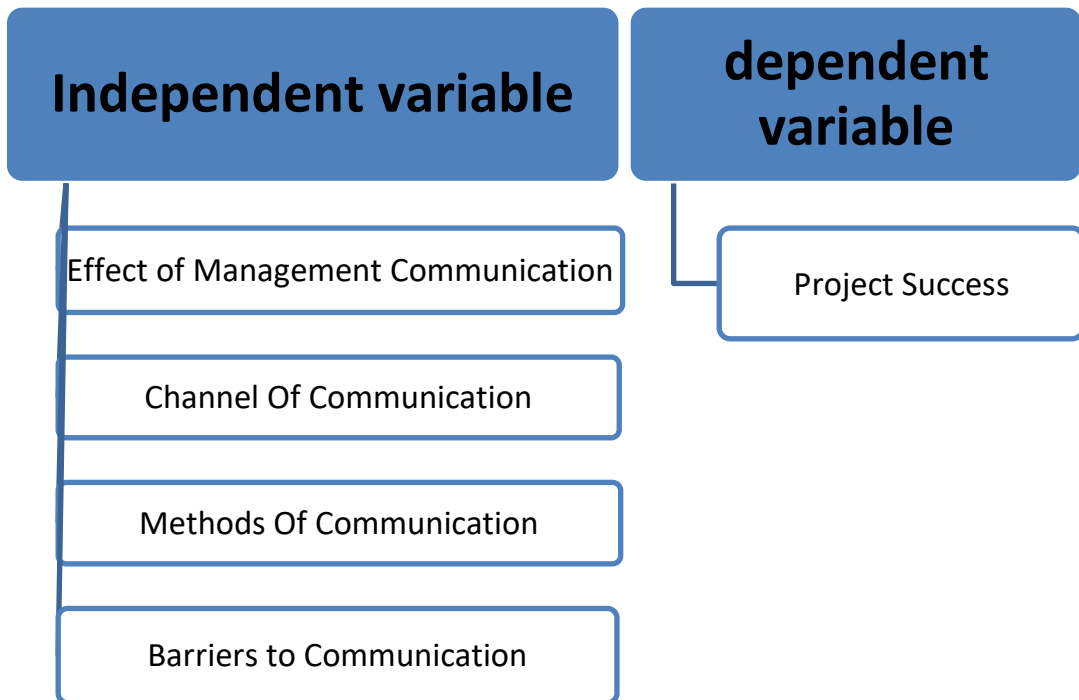 Independent variable
dependent
variable
Effect of Management Communication
Project Success
Channel Of Communication
Methods Of Communication
Barriers to Communication